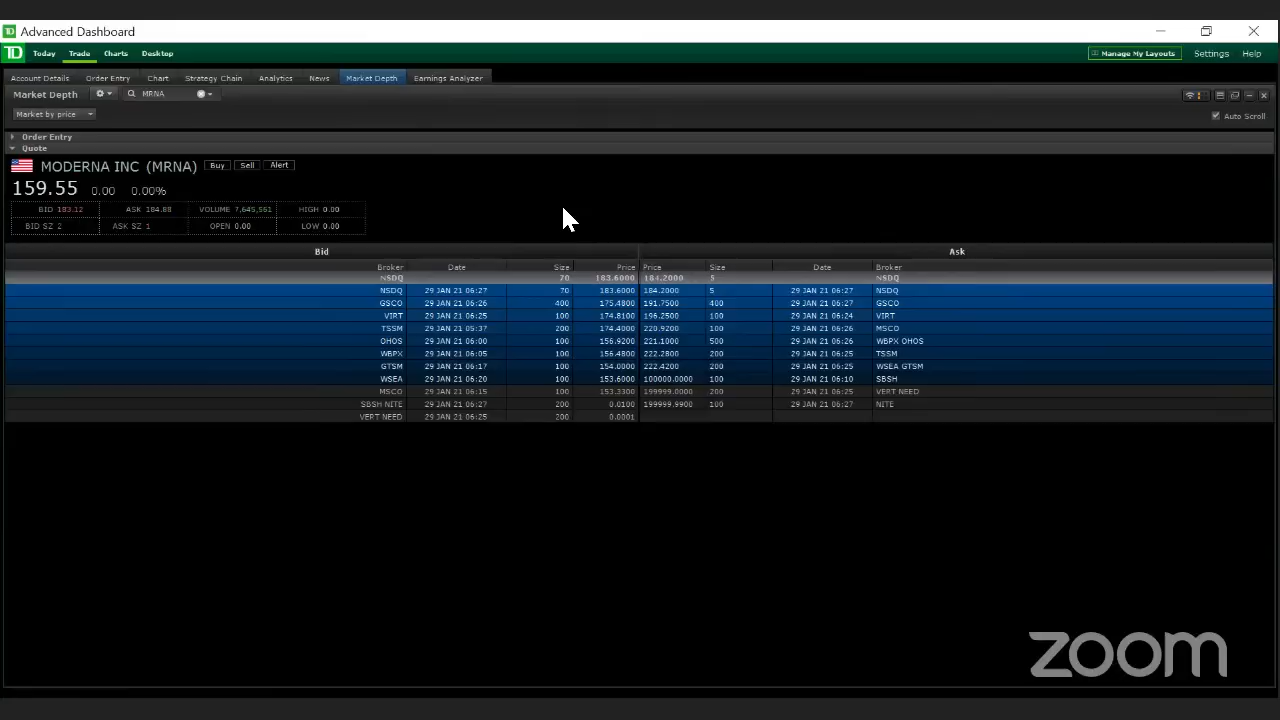 TD Advanced Dashboard
TD Today Trade Charts Desktop Manage My Layouts Settings Help
Account Details Order Entry Chart Strategy Chain Analytics News Market Depth Earnings Analyzer
Market Depth MRNA
Market by price Auto Scroll
Order Entry
Quote
MODERNA INC (MRNA) Buy Sell Alert
159.55 0.00 0.00%
BID 183.12 ASK 184.88 VOLUME 7,645,551 HIGH 0.00
BID SZ 2 ASK SZ 1 OPEN 0.00 LOW 0.00
Bid Ask
Broker Date Size Price Price Size Date Broker
NSDQ 70 183.6000 184.2000 5 NSDQ
NSDQ 29 JAN 21 06:27 70 183.6000 184.2000 5 29 JAN 21 06:27 NSDQ
GSCO 29 JAN 21 06:26 400 175.4800 191.7500 400 29 JAN 21 06:27 GSCO
VIRT 29 JAN 21 06:25 100 174.8100 196.2500 100 29 JAN 21 06:24 VIRT
TSSM 29 JAN 21 05:37 200 174.4000 220.9200 100 29 JAN 21 06:26 MSCO
OHOS 29 JAN 21 06:00 100 156.9200 221.1000 500 29 JAN 21 06:26 WBPX OHOS
WBPX 29 JAN 21 06:05 100 156.4800 222.2800 200 29 JAN 21 06:25 TSSM
GTSM 29 JAN 21 06:17 100 154.0000 222.4200 200 29 JAN 21 06:25 WSEA GTSM
WSEA 29 JAN 21 06:20 100 153.6000 100000.0000 100 29 JAN 21 06:10 SBSH
MSCO 29 JAN 21 06:15 100 153.3300 199999.0000 200 29 JAN 21 06:25 VERT NEED
SBSH NITE 29 JAN 21 06:27 200 0.0100 199999.9900 100 29 JAN 21 06:27 NITE
VERT NEED 29 JAN 21 06:25 200 0.0001
zoom